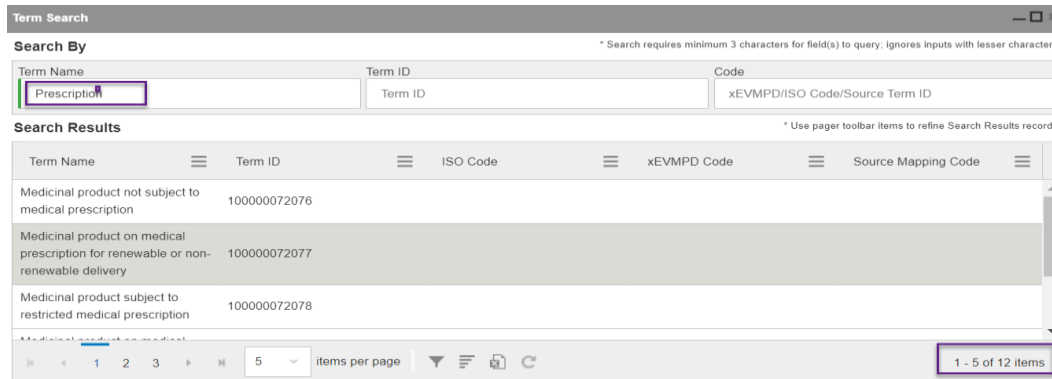 Term Search
Search By
* Search requires minimum 3 characters for field(s) to query; ignores inputs with lesser character
Term Name Term ID Code
Prescription Term ID xEVMPD/ISO Code/Source Term ID
Search Results
* Use pager toolbar items to refine Search Results record
Term Name Term ID ISO Code xEVMPD Code Source Mapping Code
Medicinal product not subject to
medical prescription
100000072076
Medicinal product on medical
prescription for renewable or non-
renewable delivery
100000072077
Medicinal product subject to
restricted medical prescription
100000072078
Medicinal product on medical
1 2 3 5 items per page 1 - 5 of 12 items